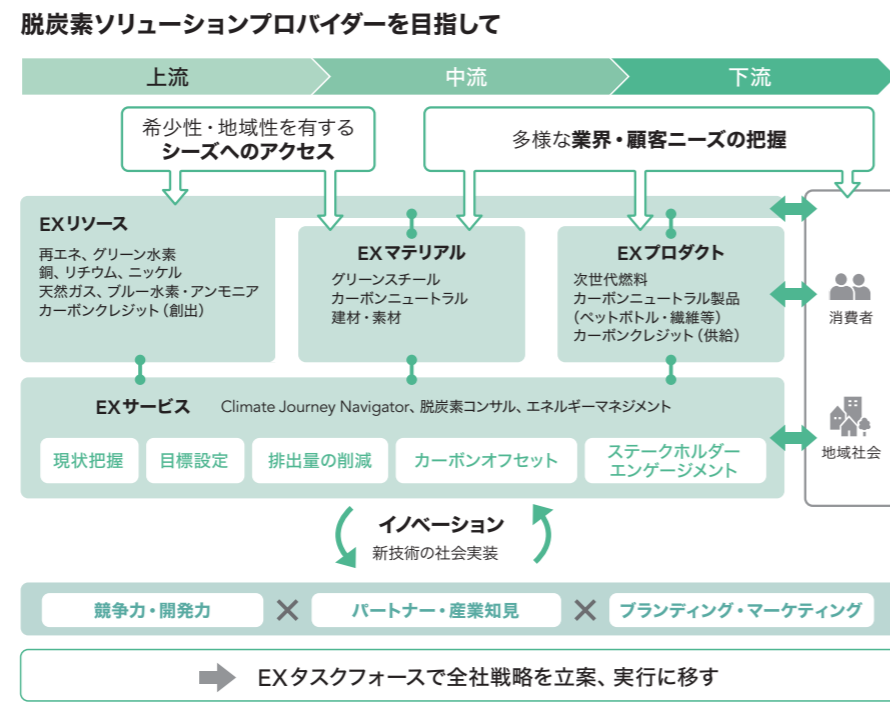 脱炭素ソリューションプロバイダーを目指して
上流
中流
下流
希少性・地域性を有する
シーズへのアクセス
多様な業界・顧客ニーズの把握
EXリソース
再エネ、グリーン水素
銅、リチウム、ニッケル
天然ガス、ブルー水素・アンモニア
カーボンクレジット（創出）
EXマテリアル
グリーンスチール
カーボンニュートラル
建材・素材
EXプロダクト
次世代燃料
カーボンニュートラル製品
（ペットボトル・繊維等）
カーボンクレジット（供給）
消費者
地域社会
EXサービス
Climate Journey Navigator、脱炭素コンサル、エネルギーマネジメント
現状把握
目標設定
排出量の削減
カーボンオフセット
ステークホルダー
エンゲージメント
イノベーション
新技術の社会実装
競争力・開発力
×
パートナー・産業知見
×
ブランディング・マーケティング
EXタスクフォースで全社戦略を立案、実行に移す